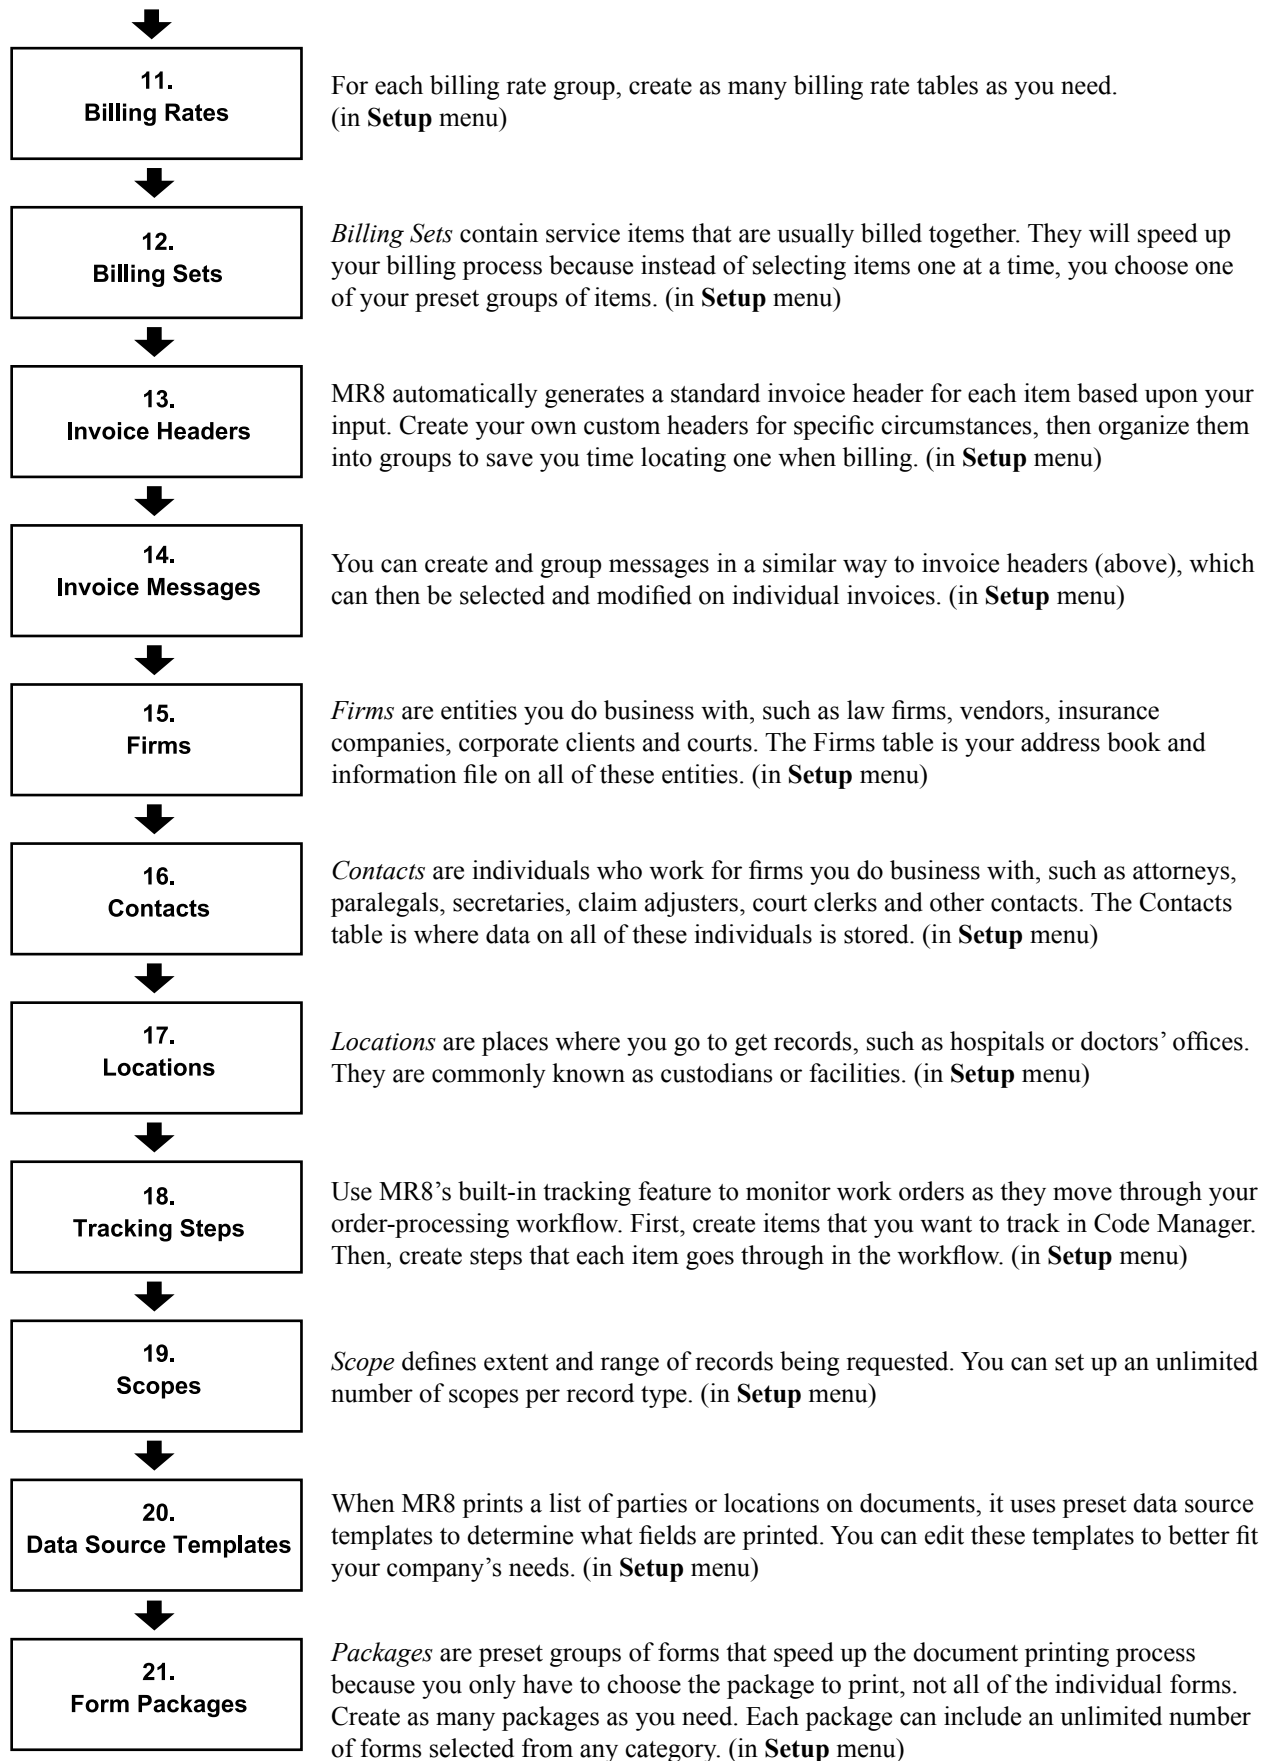 11.
Billing Rates
For each billing rate group, create as many billing rate tables as you need.
(in Setup menu)
12.
Billing Sets
Billing Sets contain service items that are usually billed together. They will speed up
your billing process because instead of selecting items one at a time, you choose one
of your preset groups of items. (in Setup menu)
13.
Invoice Headers
MR8 automatically generates a standard invoice header for each item based upon your
input. Create your own custom headers for specific circumstances, then organize them
into groups to save you time locating one when billing. (in Setup menu)
14.
Invoice Messages
You can create and group messages in a similar way to invoice headers (above), which
can then be selected and modified on individual invoices. (in Setup menu)
15.
Firms
Firms are entities you do business with, such as law firms, vendors, insurance
companies, corporate clients and courts. The Firms table is your address book and
information file on all of these entities. (in Setup menu)
16.
Contacts
Contacts are individuals who work for firms you do business with, such as attorneys,
paralegals, secretaries, claim adjusters, court clerks and other contacts. The Contacts
table is where data on all of these individuals is stored. (in Setup menu)
17.
Locations
Locations are places where you go to get records, such as hospitals or doctors’ offices.
They are commonly known as custodians or facilities. (in Setup menu)
18.
Tracking Steps
Use MR8’s built-in tracking feature to monitor work orders as they move through your
order-processing workflow. First, create items that you want to track in Code Manager.
Then, create steps that each item goes through in the workflow. (in Setup menu)
19.
Scopes
Scope defines extent and range of records being requested. You can set up an unlimited
number of scopes per record type. (in Setup menu)
20.
Data Source Templates
When MR8 prints a list of parties or locations on documents, it uses preset data source
templates to determine what fields are printed. You can edit these templates to better fit
your company’s needs. (in Setup menu)
21.
Form Packages
Packages are preset groups of forms that speed up the document printing process
because you only have to choose the package to print, not all of the individual forms.
Create as many packages as you need. Each package can include an unlimited number
of forms selected from any category. (in Setup menu)